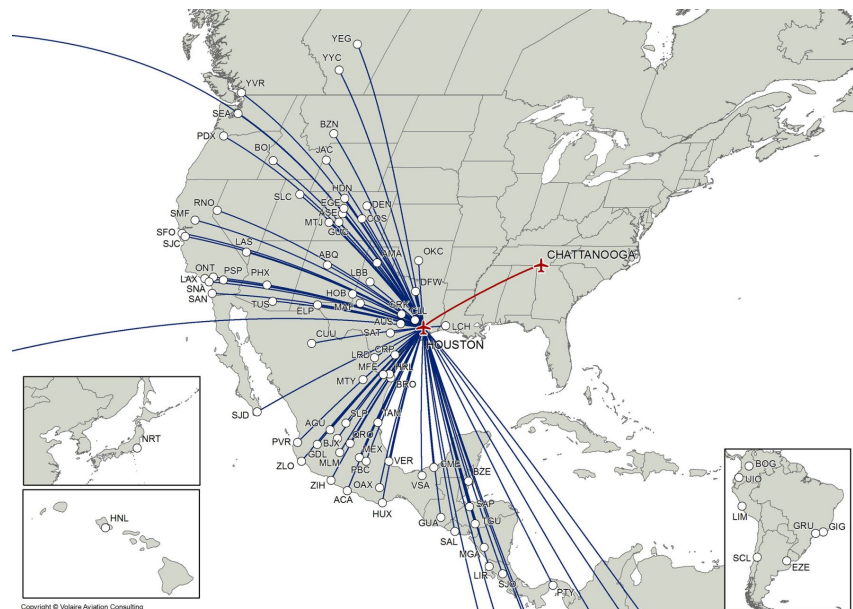 YEG
YYC
YVR
SEA
BZN
PDX
BOI
JAC
HDN
SLC
EGE
DEN
RNO
ASE
SMF
MTJ
COS
GUC
SFO
SJC
LAS
OKC
ABQ
AMA
CHATTANOOGA
ONT
LAX
PSP
PHX
LBB
DFW
SNA
HOB
SAN
TUS
MAF
GRK
ELP
CLL
AUS
LCH
SAT
CUU
HOUSTON
CRP
LRD
MFE
HRL
MTY
BRO
SJD
SLP
TAM
AGU
PVR
BJX
QRO
GDL
MEX
ZLO
MLM
VER
CME
PBC
BZE
VSA
ZIH
OAX
ACA
HUX
SAP
GUA
TGU
SAL
MGA
LIR
SJO
PTY
NRT
HNL
BOG
UIO
LIM
GRU
GIG
SCL
EZE
Copyright © Volaire Aviation Consulting